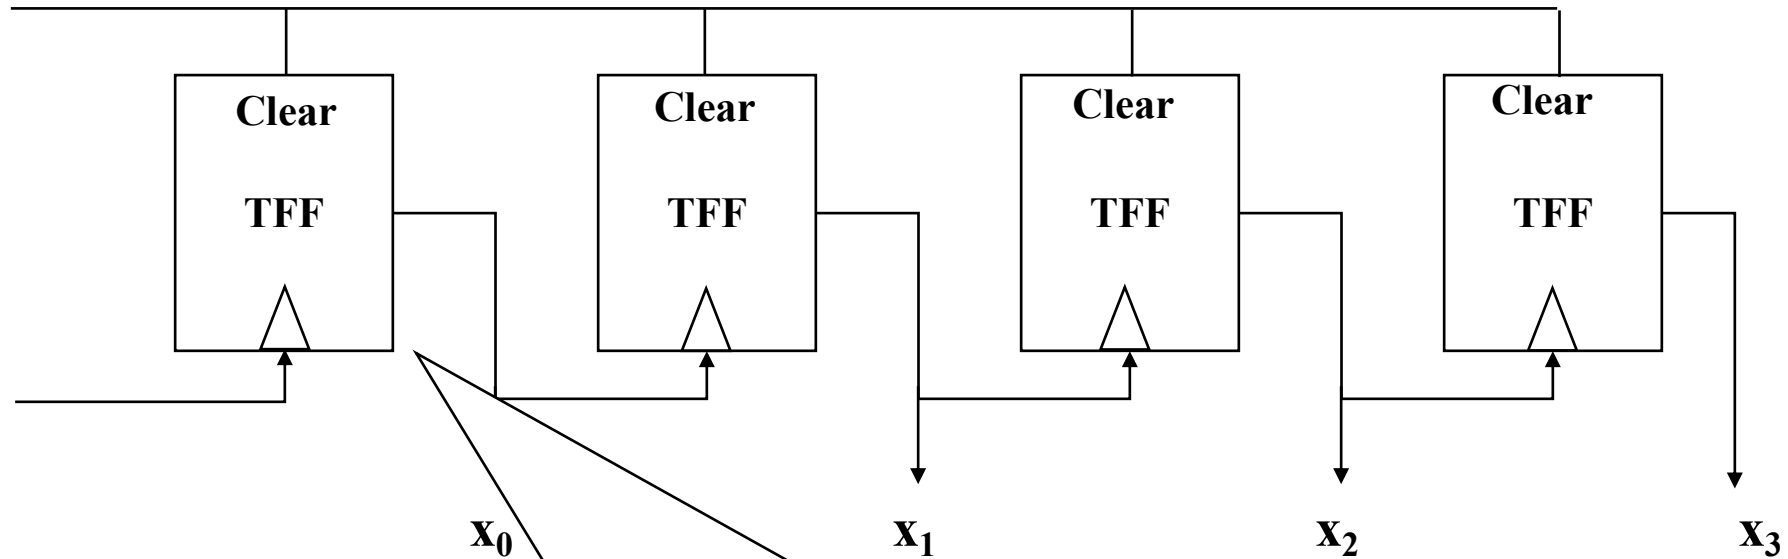 Clear Clear Clear Clear
TFF TFF TFF TFF
x₀ x₁ x₂ x₃